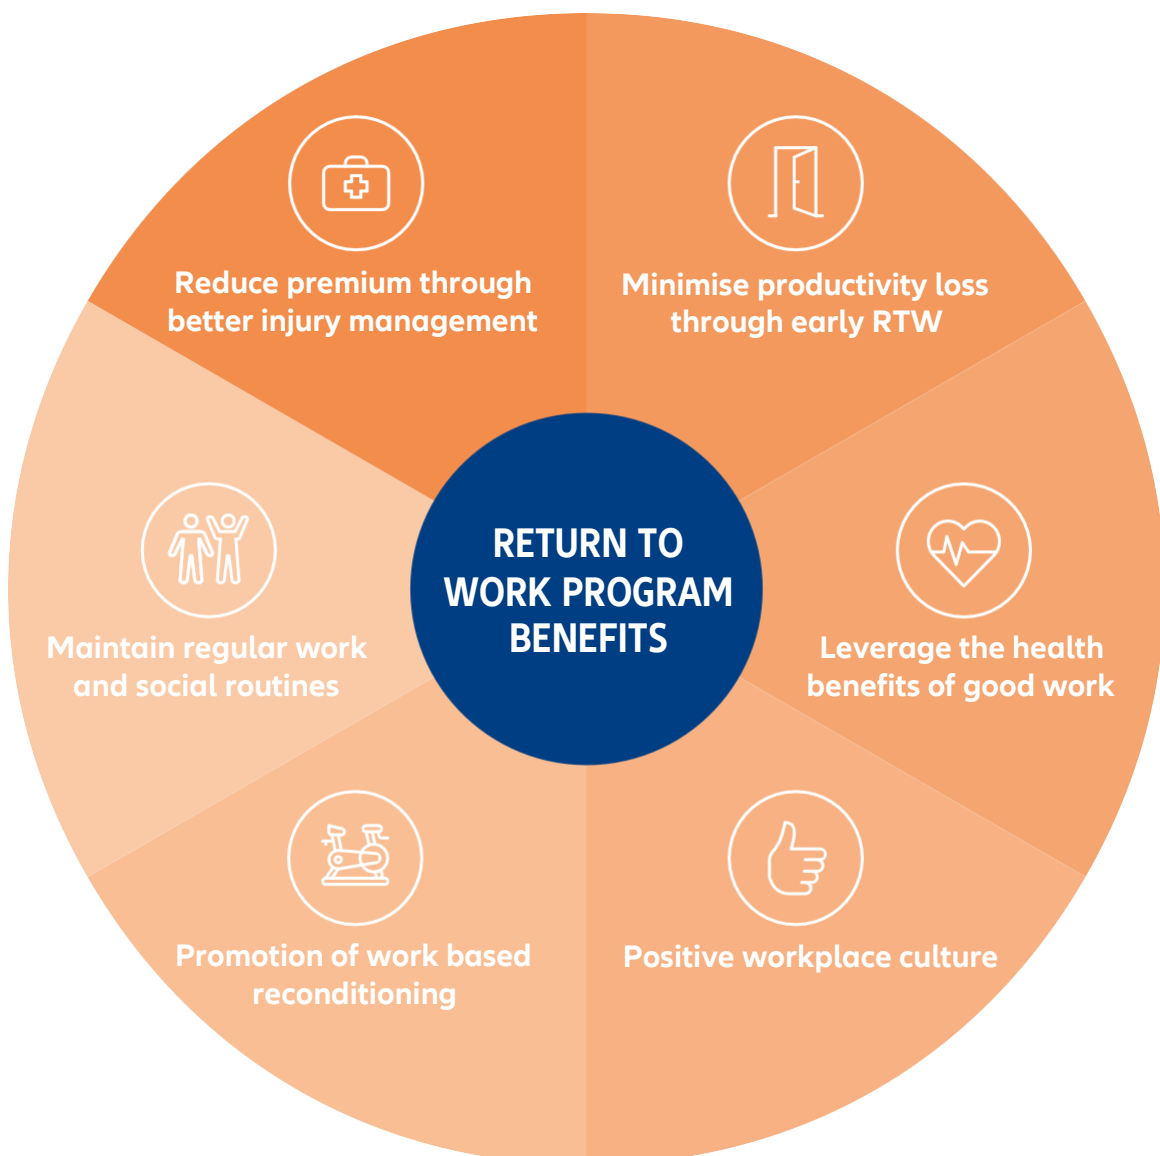 Reduce premium through
better injury management
Minimise productivity loss
through early RTW
Maintain regular work
and social routines
RETURN TO
WORK PROGRAM
BENEFITS
Leverage the health
benefits of good work
Promotion of work based
reconditioning
Positive workplace culture